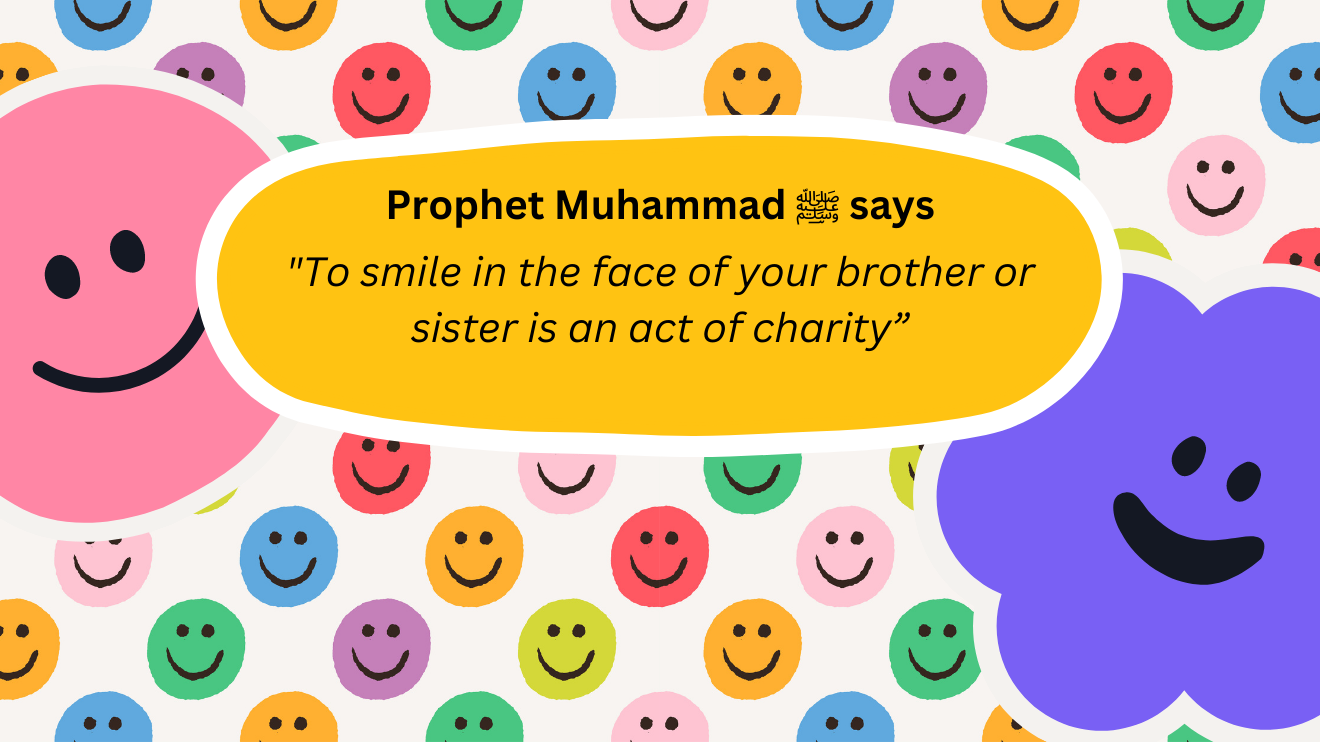 Prophet Muhammad ﷺ says
"To smile in the face of your brother or
sister is an act of charity”